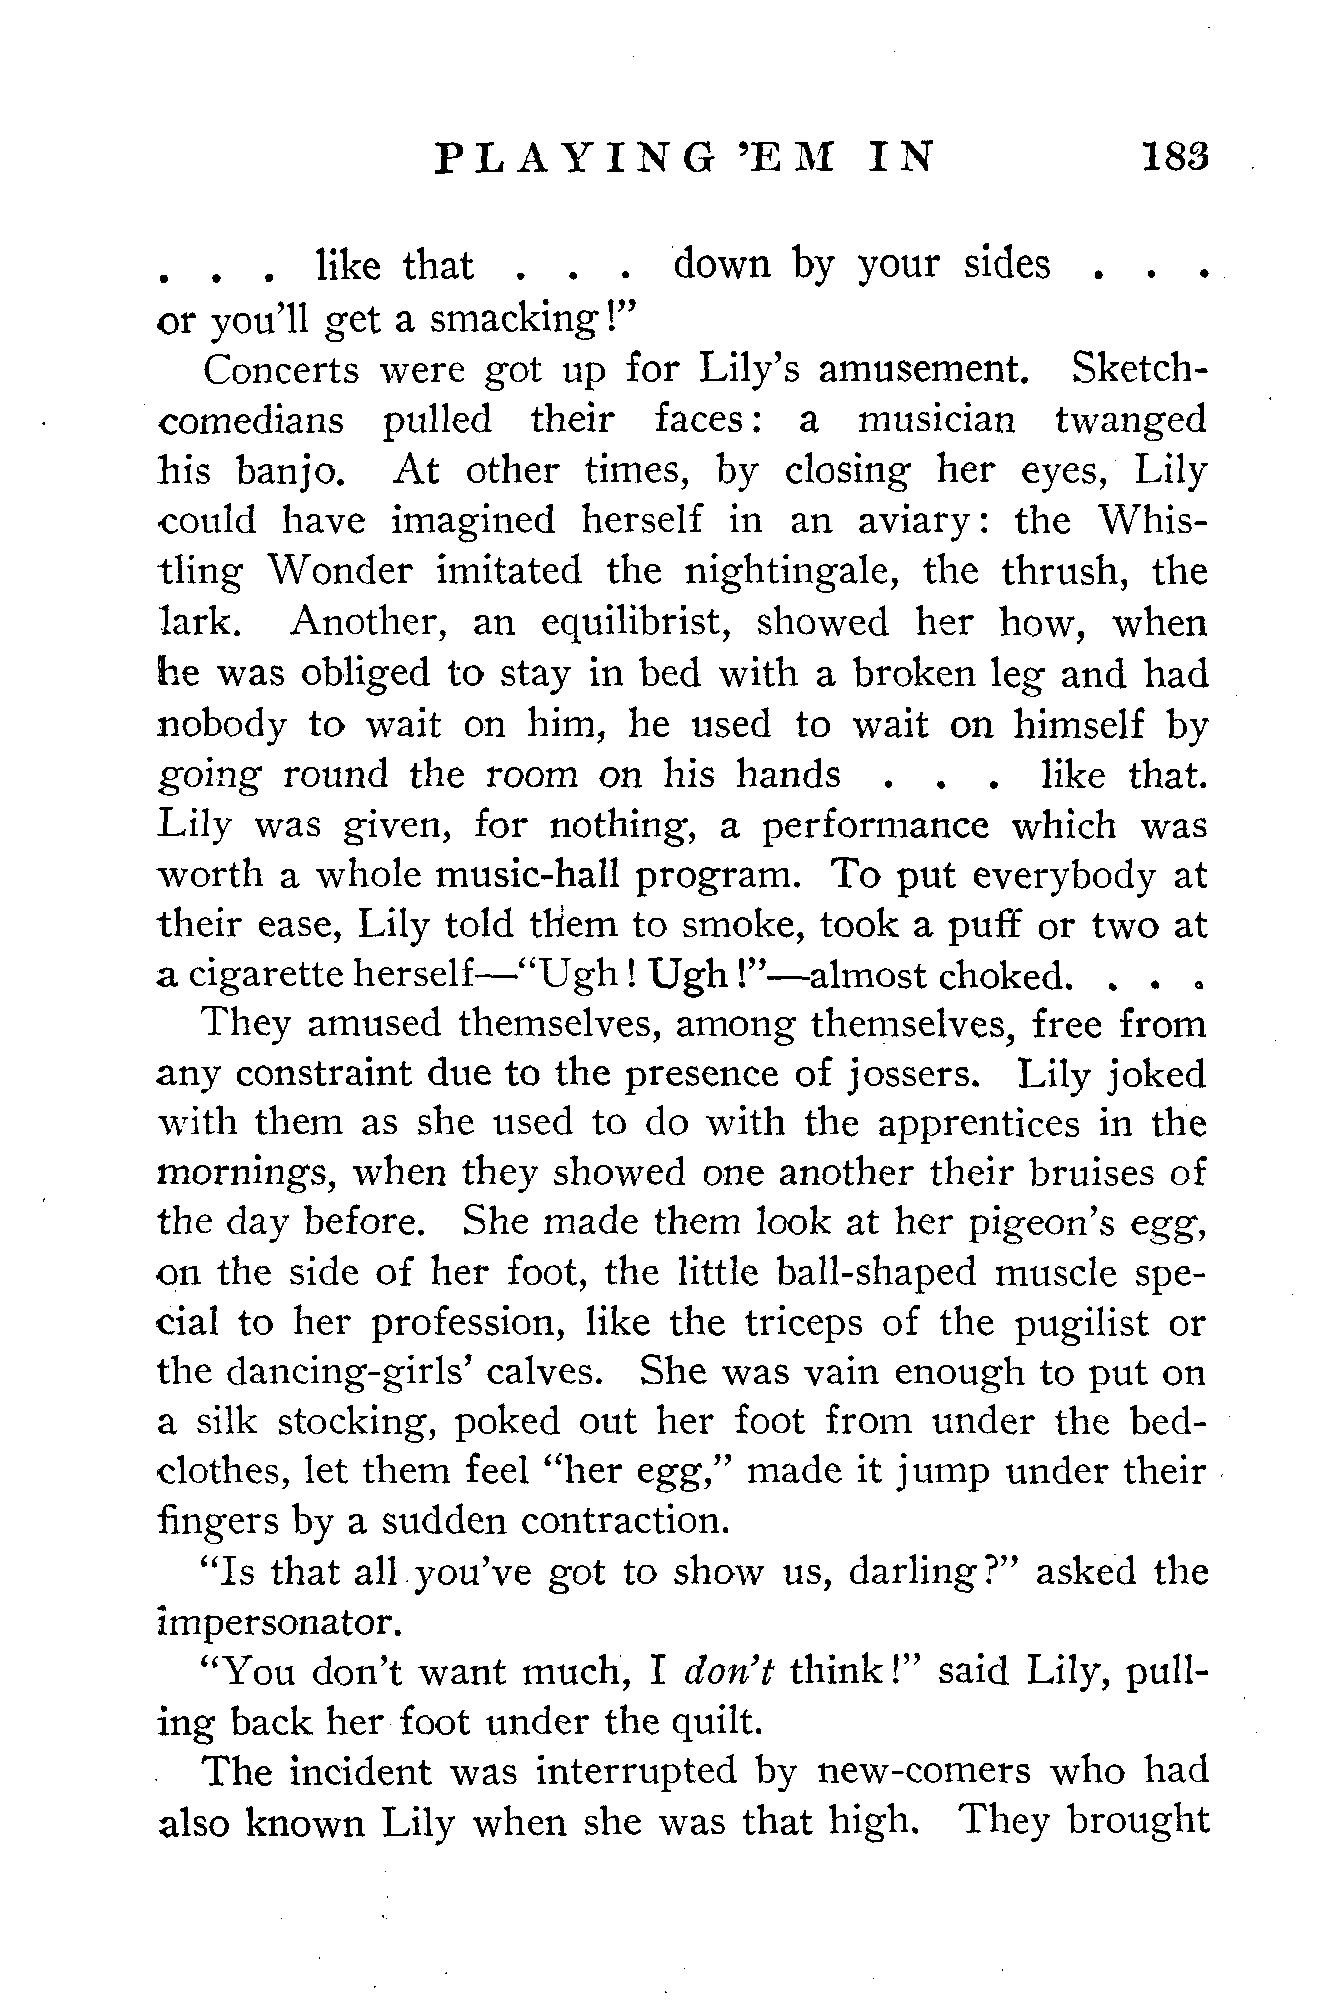 PLAYING 'EM IN 183
. . . like that . . . down by your sides . . .
or you'll get a smacking!"
Concerts were got up for Lily's amusement. Sketch-
comedians pulled their faces: a musician twanged
his banjo. At other times, by closing her eyes, Lily
could have imagined herself in an aviary: the Whis-
tling Wonder imitated the nightingale, the thrush, the
lark. Another, an equilibrist, showed her how, when
he was obliged to stay in bed with a broken leg and had
nobody to wait on him, he used to wait on himself by
going round the room on his hands . . . like that.
Lily was given, for nothing, a performance which was
worth a whole music-hall program. To put everybody at
their ease, Lily told them to smoke, took a puff or two at
a cigarette herself—"Ugh! Ugh!"—almost choked. . . .
They amused themselves, among themselves, free from
any constraint due to the presence of jossers. Lily joked
with them as she used to do with the apprentices in the
mornings, when they showed one another their bruises of
the day before. She made them look at her pigeon's egg,
on the side of her foot, the little ball-shaped muscle spe-
cial to her profession, like the triceps of the pugilist or
the dancing-girls' calves. She was vain enough to put on
a silk stocking, poked out her foot from under the bed-
clothes, let them feel "her egg," made it jump under their
fingers by a sudden contraction.
"Is that all you've got to show us, darling?" asked the
impersonator.
"You don't want much, I don't think!" said Lily, pull-
ing back her foot under the quilt.
The incident was interrupted by new-comers who had
also known Lily when she was that high. They brought